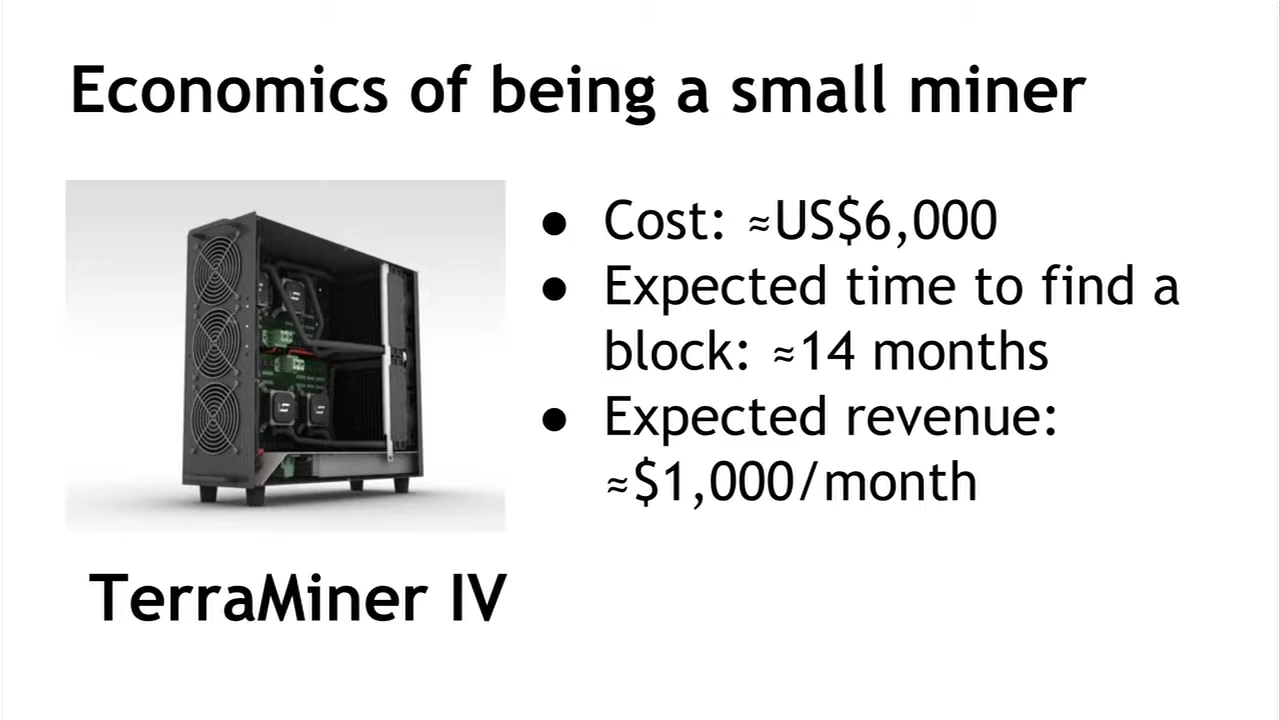 Economics of being a small miner
● Cost: ≈US$6,000
● Expected time to find a
block: ≈14 months
● Expected revenue:
≈$1,000/month
TerraMiner IV